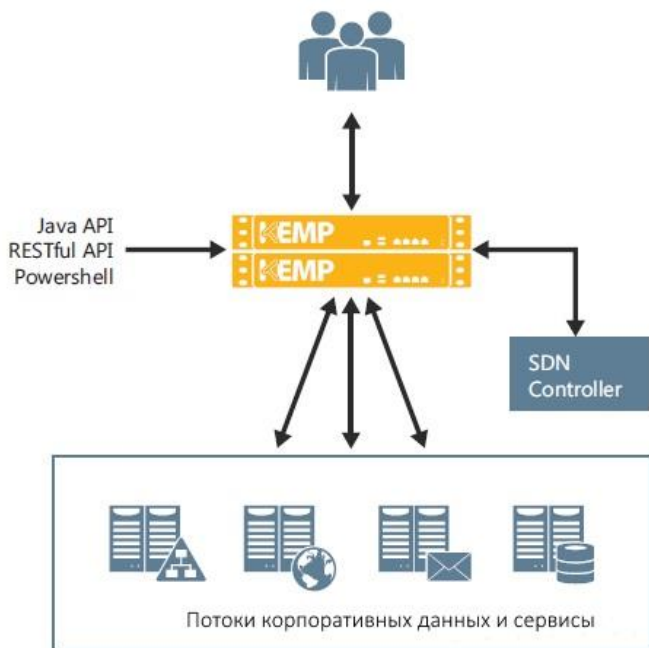 Java API
RESTful API
Powershell
KEMP
KEMP
SDN
Controller
Потоки корпоративных данных и сервисы